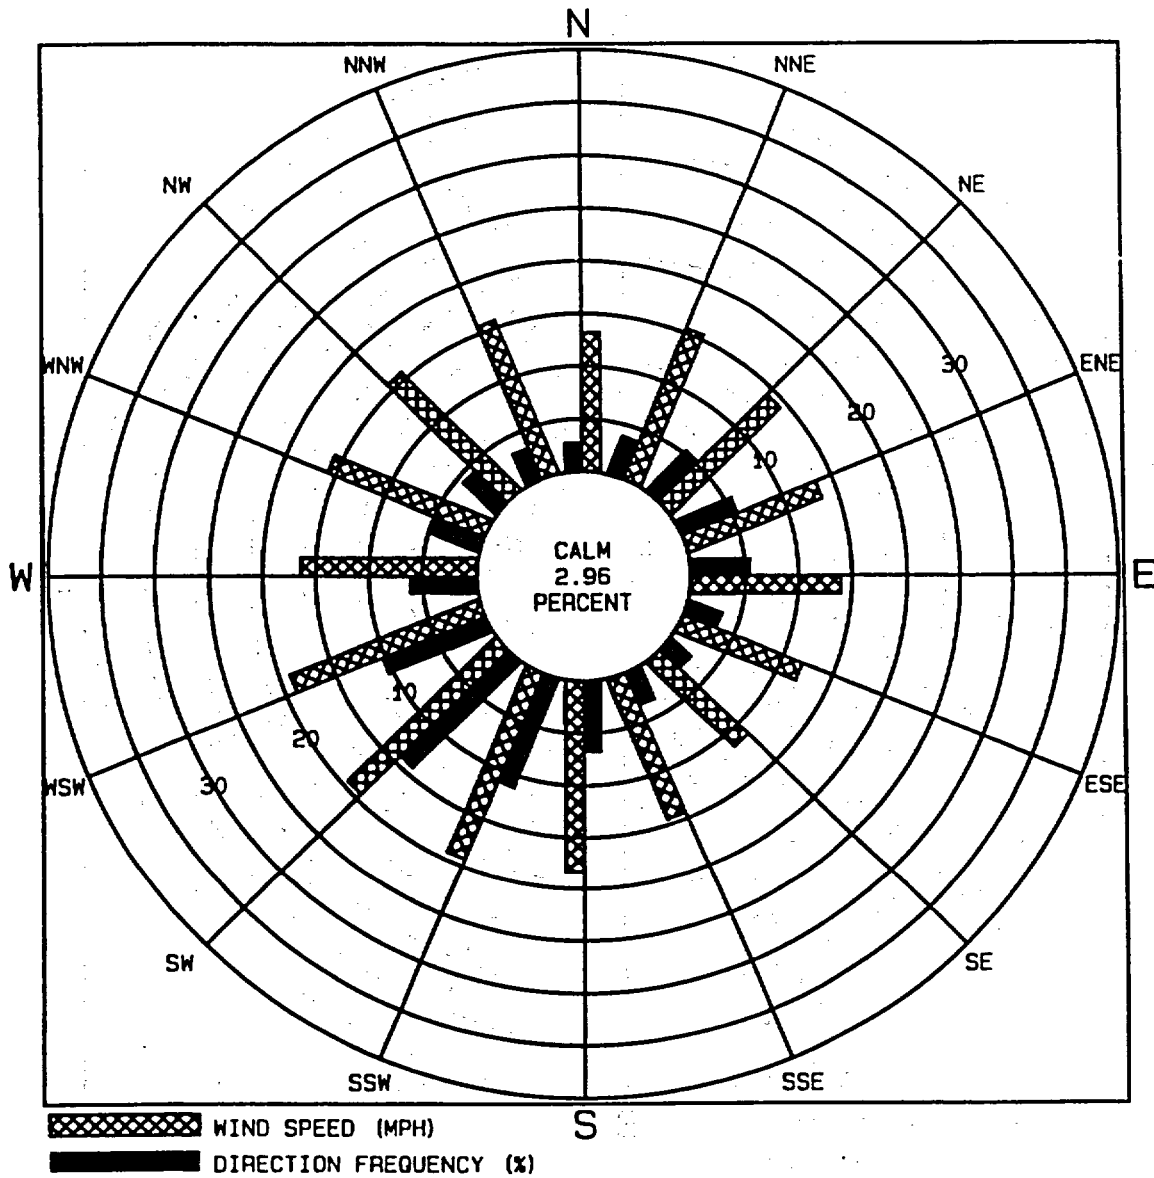 N
NNW
NNE
NW
NE
WNW
ENE
30
20
10
W
CALM
2.96
PERCENT
E
10
20
30
WSW
ESE
SW
SE
SSW
SSE
S
WIND SPEED (MPH)
DIRECTION FREQUENCY (%)